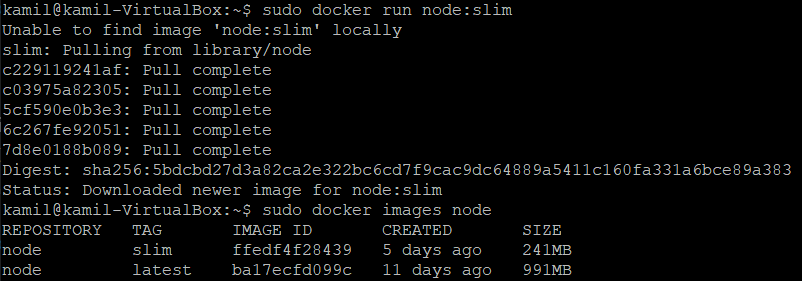 kamil@kamil-VirtualBox:~$ sudo docker run node:slim
Unable to find image 'node:slim' locally
slim: Pulling from library/node
c229119241af: Pull complete
c03975a82305: Pull complete
5cf590e0b3e3: Pull complete
6c267fe92051: Pull complete
7d8e0188b089: Pull complete
Digest: sha256:5bdcbd27d3a82ca2e322bc6cd7f9cac9dc64889a5411c160fa331a6bce89a383
Status: Downloaded newer image for node:slim
kamil@kamil-VirtualBox:~$ sudo docker images node
REPOSITORY TAG IMAGE ID CREATED SIZE
node slim ffedf4f28439 5 days ago 241MB
node latest ba17ecfd099c 11 days ago 991MB